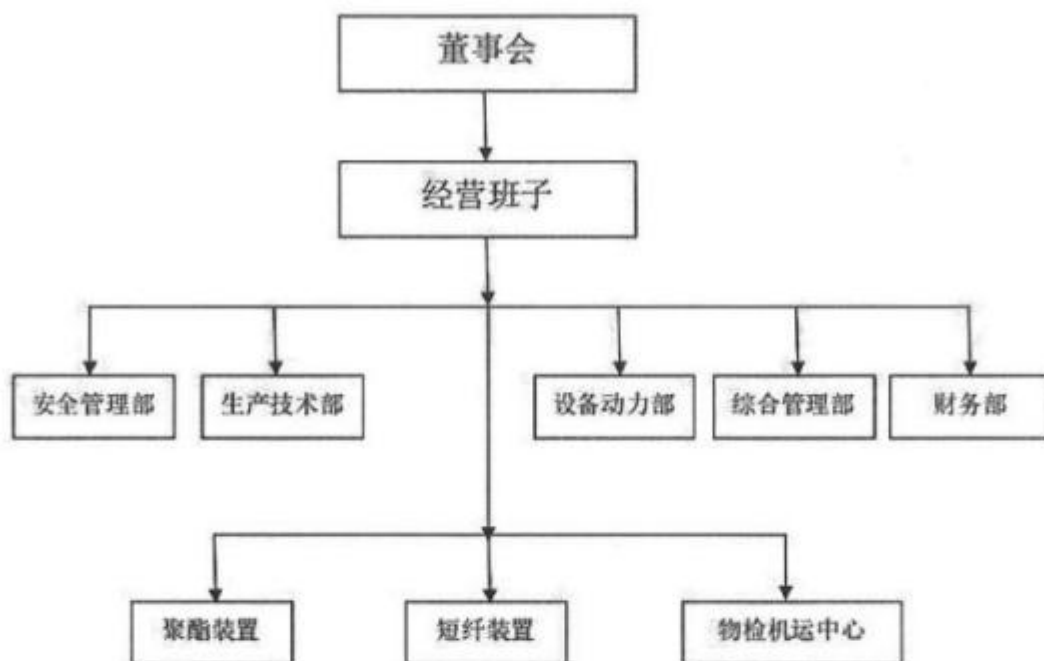 董事会
经营班子
安全管理部
生产技术部
设备动力部
综合管理部
财务部
聚酯装置
短纤装置
物检机运中心